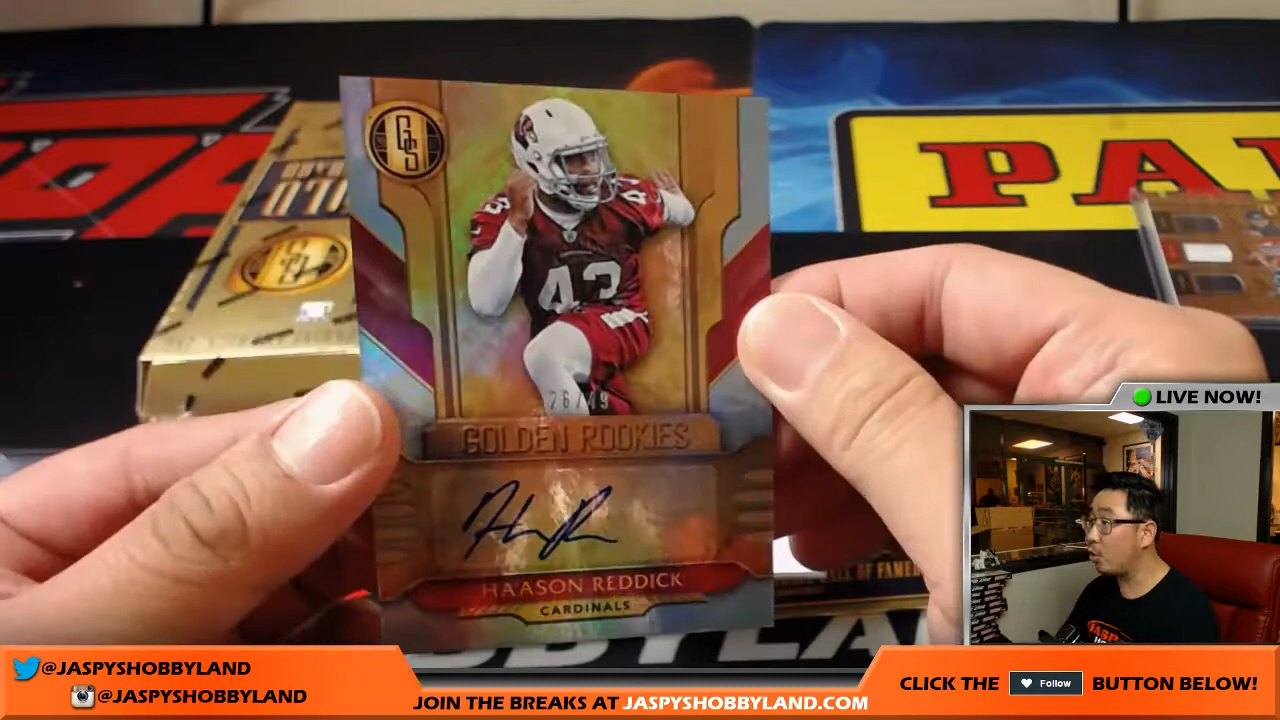 PA
GS
43
43
26/49
GOLDEN ROOKIES
HAASON REDDICK
CARDINALS
LIVE NOW!
@JASPYSHOBBYLAND
@JASPYSHOBBYLAND
JOIN THE BREAKS AT JASPYSHOBBYLAND.COM
CLICK THE Follow BUTTON BELOW!